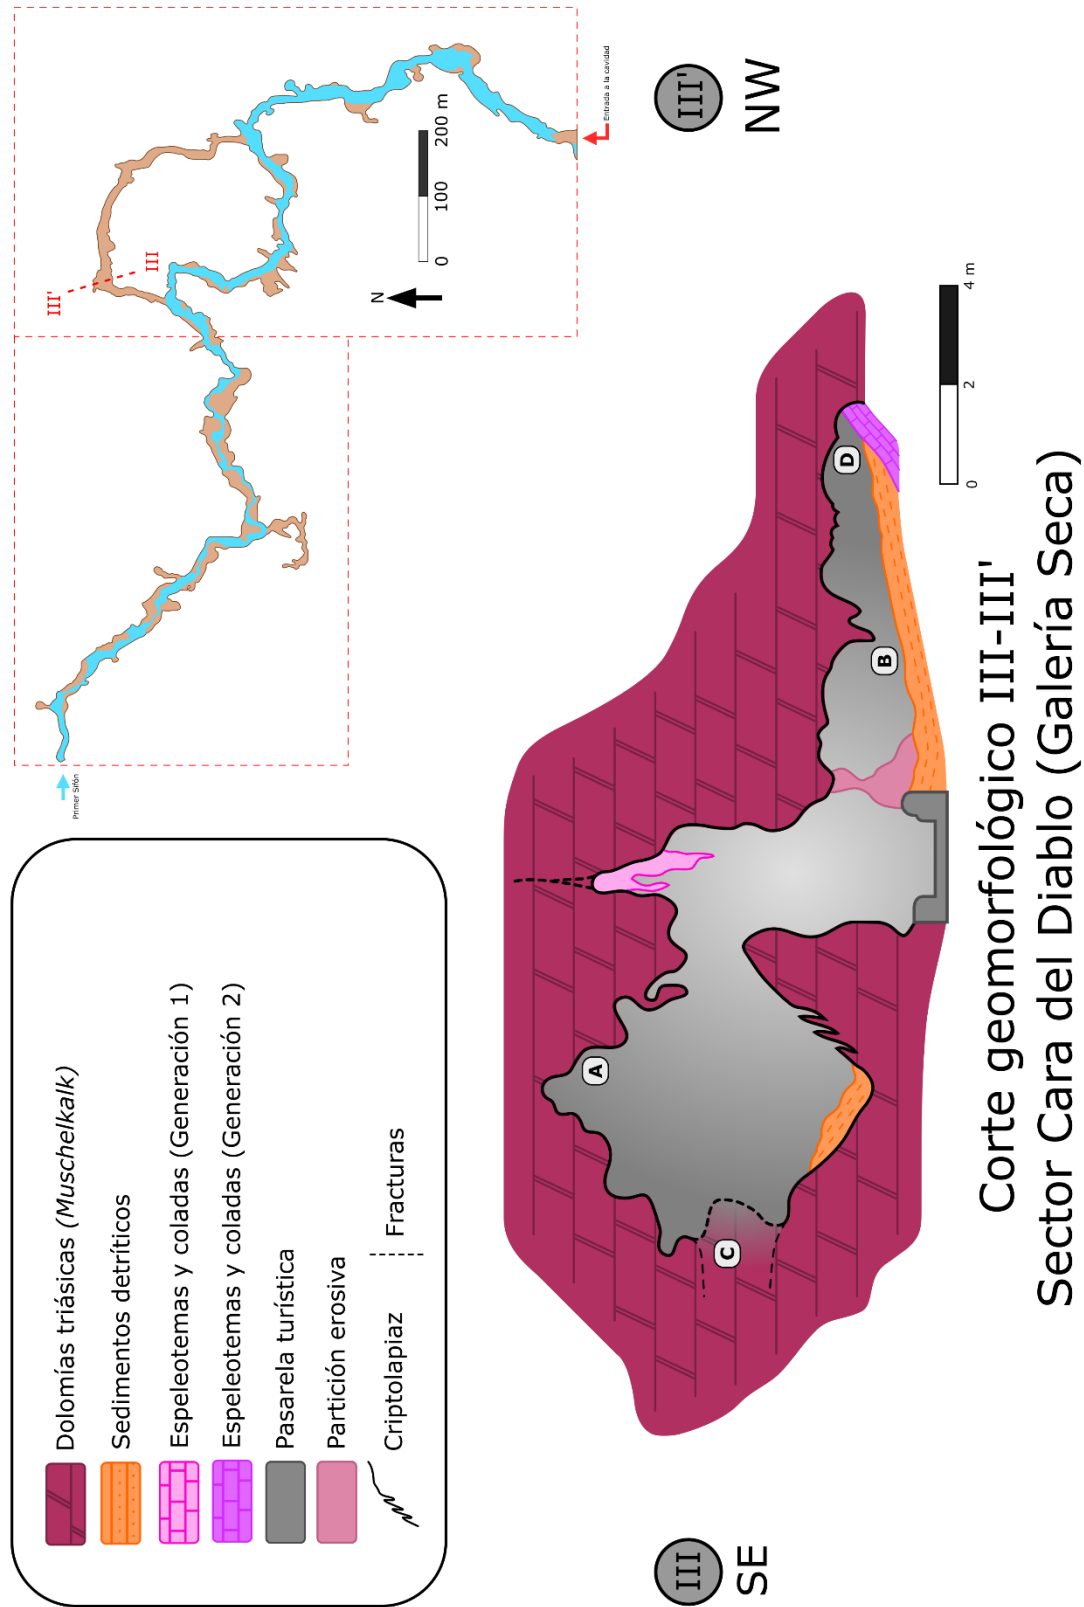 Dolomías triásicas (Muschelkalk)
Sedimentos detríticos
Espeleotemas y coladas (Generación 1)
Espeleotemas y coladas (Generación 2)
Pasarela turística
Partición erosiva
Criptolapiaz
Fracturas
Primer Sifón
III'
III
N
0 100 200 m
Entrada a la cavidad
III
SE
III'
NW
A
B
C
D
0 2 4 m
Corte geomorfológico III-III'
Sector Cara del Diablo (Galería Seca)